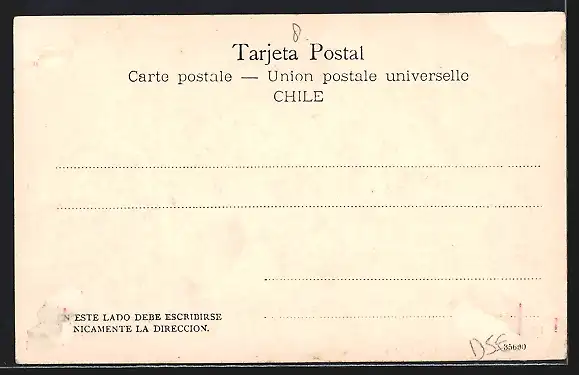 8
Tarjeta Postal
Carte postale — Union postale universelle
CHILE
N ESTE LADO DEBE ESCRIBIRSE
NICAMENTE LA DIRECCION.